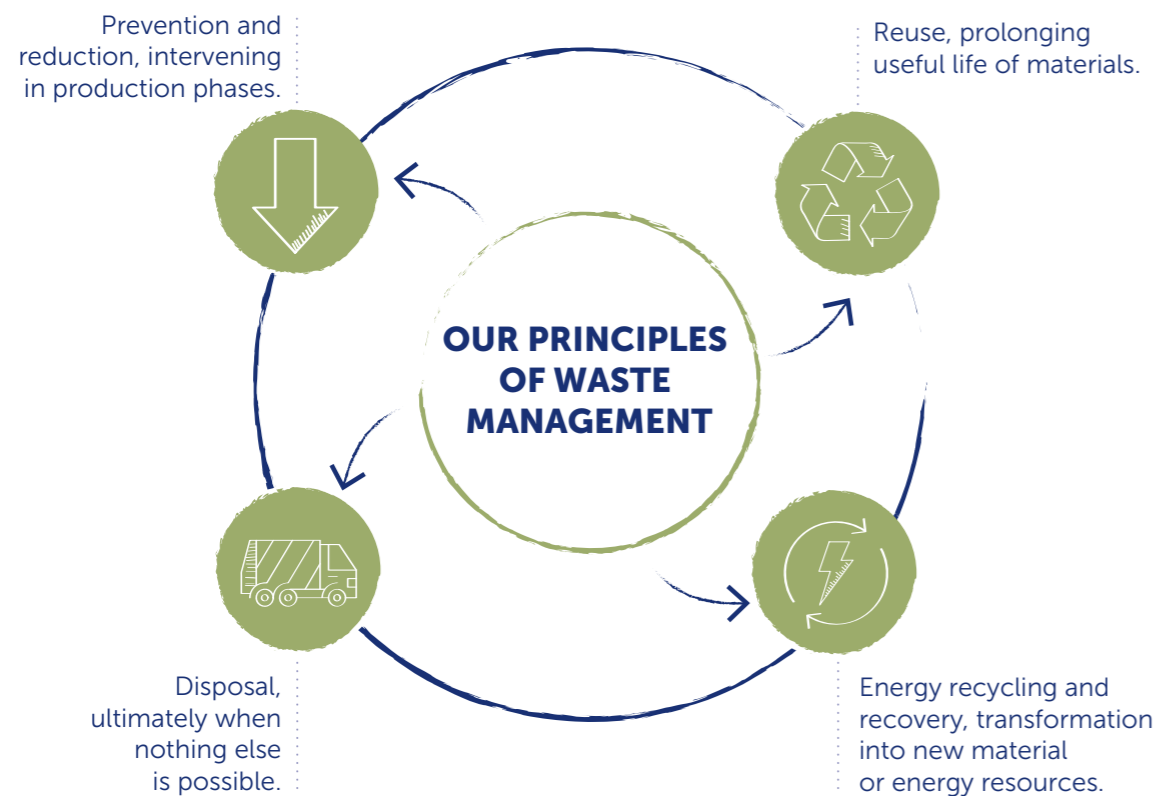 Prevention and
reduction, intervening
in production phases.
Reuse, prolonging
useful life of materials.
OUR PRINCIPLES
OF WASTE
MANAGEMENT
Disposal,
ultimately when
nothing else
is possible.
Energy recycling and
recovery, transformation
into new material
or energy resources.